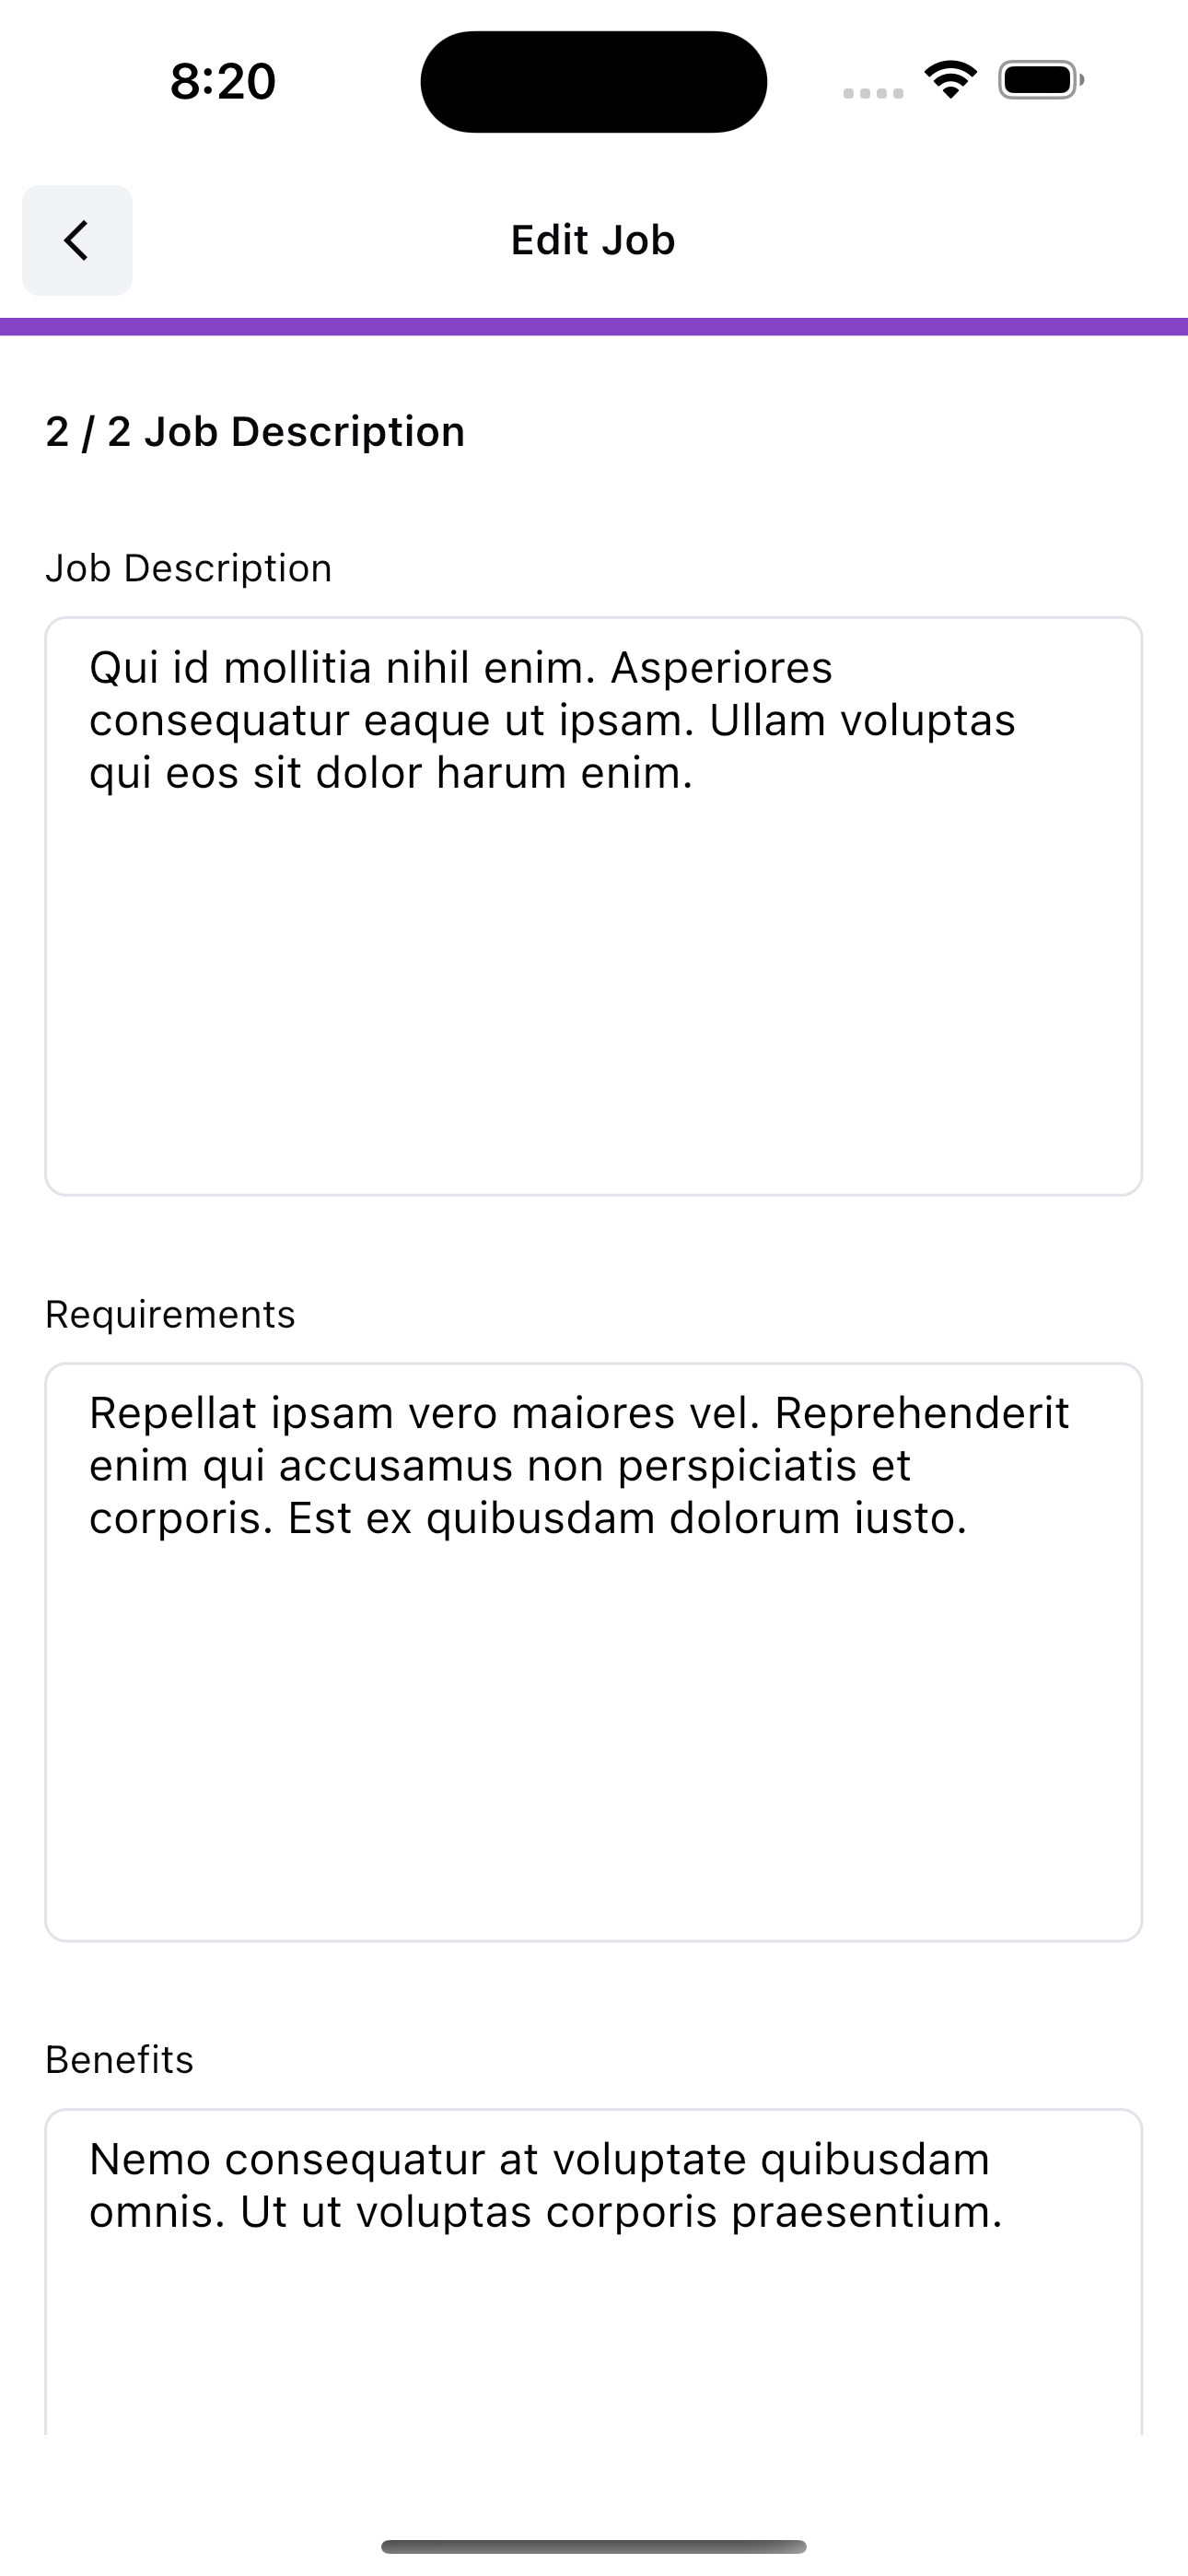 8:20
Edit Job
2 / 2 Job Description
Job Description
Qui id mollitia nihil enim. Asperiores
consequatur eaque ut ipsam. Ullam voluptas
qui eos sit dolor harum enim.
Requirements
Repellat ipsam vero maiores vel. Reprehenderit
enim qui accusamus non perspiciatis et
corporis. Est ex quibusdam dolorum iusto.
Benefits
Nemo consequatur at voluptate quibusdam
omnis. Ut ut voluptas corporis praesentium.